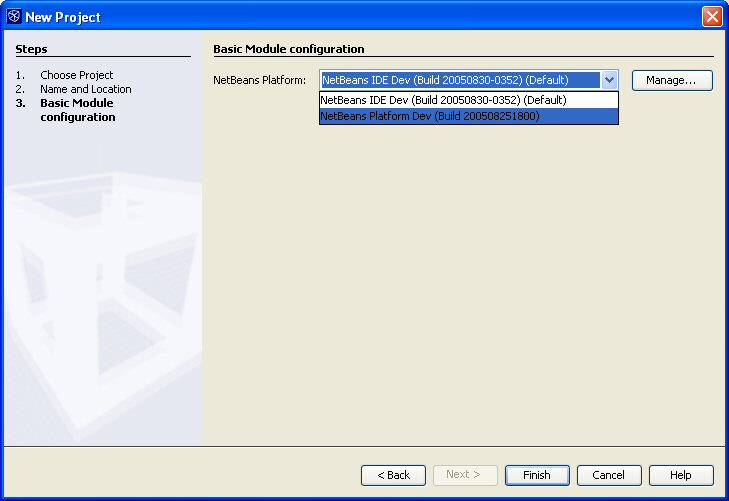 New Project
Steps
1. Choose Project
2. Name and Location
3. Basic Module
configuration
Basic Module configuration
NetBeans Platform: NetBeans IDE Dev (Build 20050830-0352) (Default) Manage...
NetBeans IDE Dev (Build 20050830-0352) (Default)
NetBeans Platform Dev (Build 200508251800)
< Back Next > Finish Cancel Help